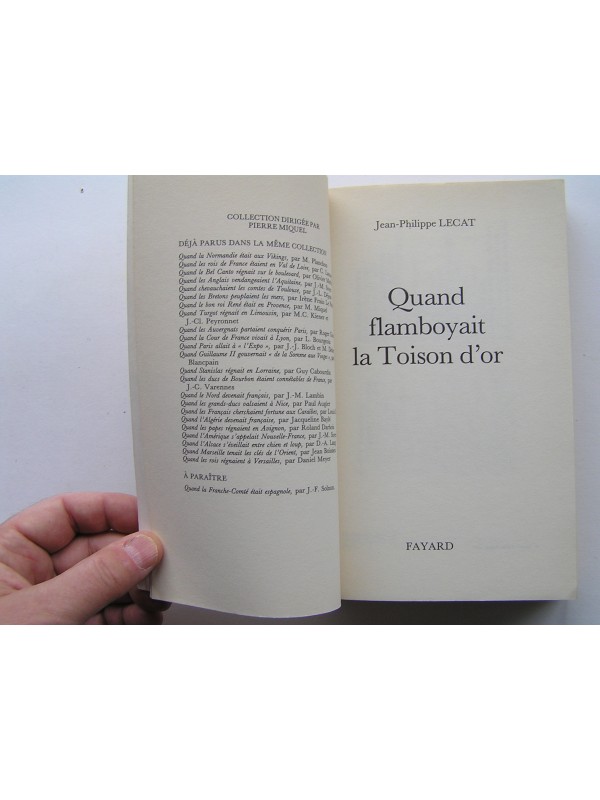 COLLECTION DIRIGÉE PAR
PIERRE MIQUEL
DÉJÀ PARUS DANS LA MÊME COLLECTION
Quand la Normandie était aux Vikings, par M.
Quand les rois de France étaient en Val de Loire, par C.
Quand le Bel Canto régnait sur le boulevard, par
Quand les Anglais vendangeaient l'Aquitaine, par J.-M.
Quand chevauchaient les comtes de Toulouse, par J.-L.
Quand les Bretons peuplaient les mers, par Irène
Quand le bon roi René était en Provence, par M. Miquel
Quand Turgot régnait en Limousin, par M.C. Kiener et
J.-Cl. Peyronnet
Quand les Auvergnats partaient conquérir Paris, par Roger
Quand la Cour de France vivait à Lyon, par L. Bourgeois
Quand Paris allait à « l'Expo », par J.-J. Bloch et M.
Quand Guillaume II gouvernait « de la Somme aux Vosges »,
Blancpain
Quand Stanislas régnait en Lorraine, par Guy Cabourdin
Quand les ducs de Bourbon étaient connétables de France, par
J.-C. Varennes
Quand le Nord devenait français, par J.-M. Lambin
Quand les grands-ducs valsaient à Nice, par Paul Augier
Quand les Français cherchaient fortune aux Caraïbes, par
Quand l'Algérie devenait française, par Jacqueline
Quand les papes régnaient en Avignon, par Roland
Quand l'Amérique s'appelait Nouvelle-France, par J.-M.
Quand l'Alsace s'éveillait entre chien et loup, par D.-A.
Quand Marseille tenait les clés de l'Orient, par Jean
Quand les rois régnaient à Versailles, par Daniel Meyer
À PARAÎTRE
Quand la Franche-Comté était espagnole, par J.-F.
Jean-Philippe LECAT
Quand
flamboyait
la Toison d'or
FAYARD